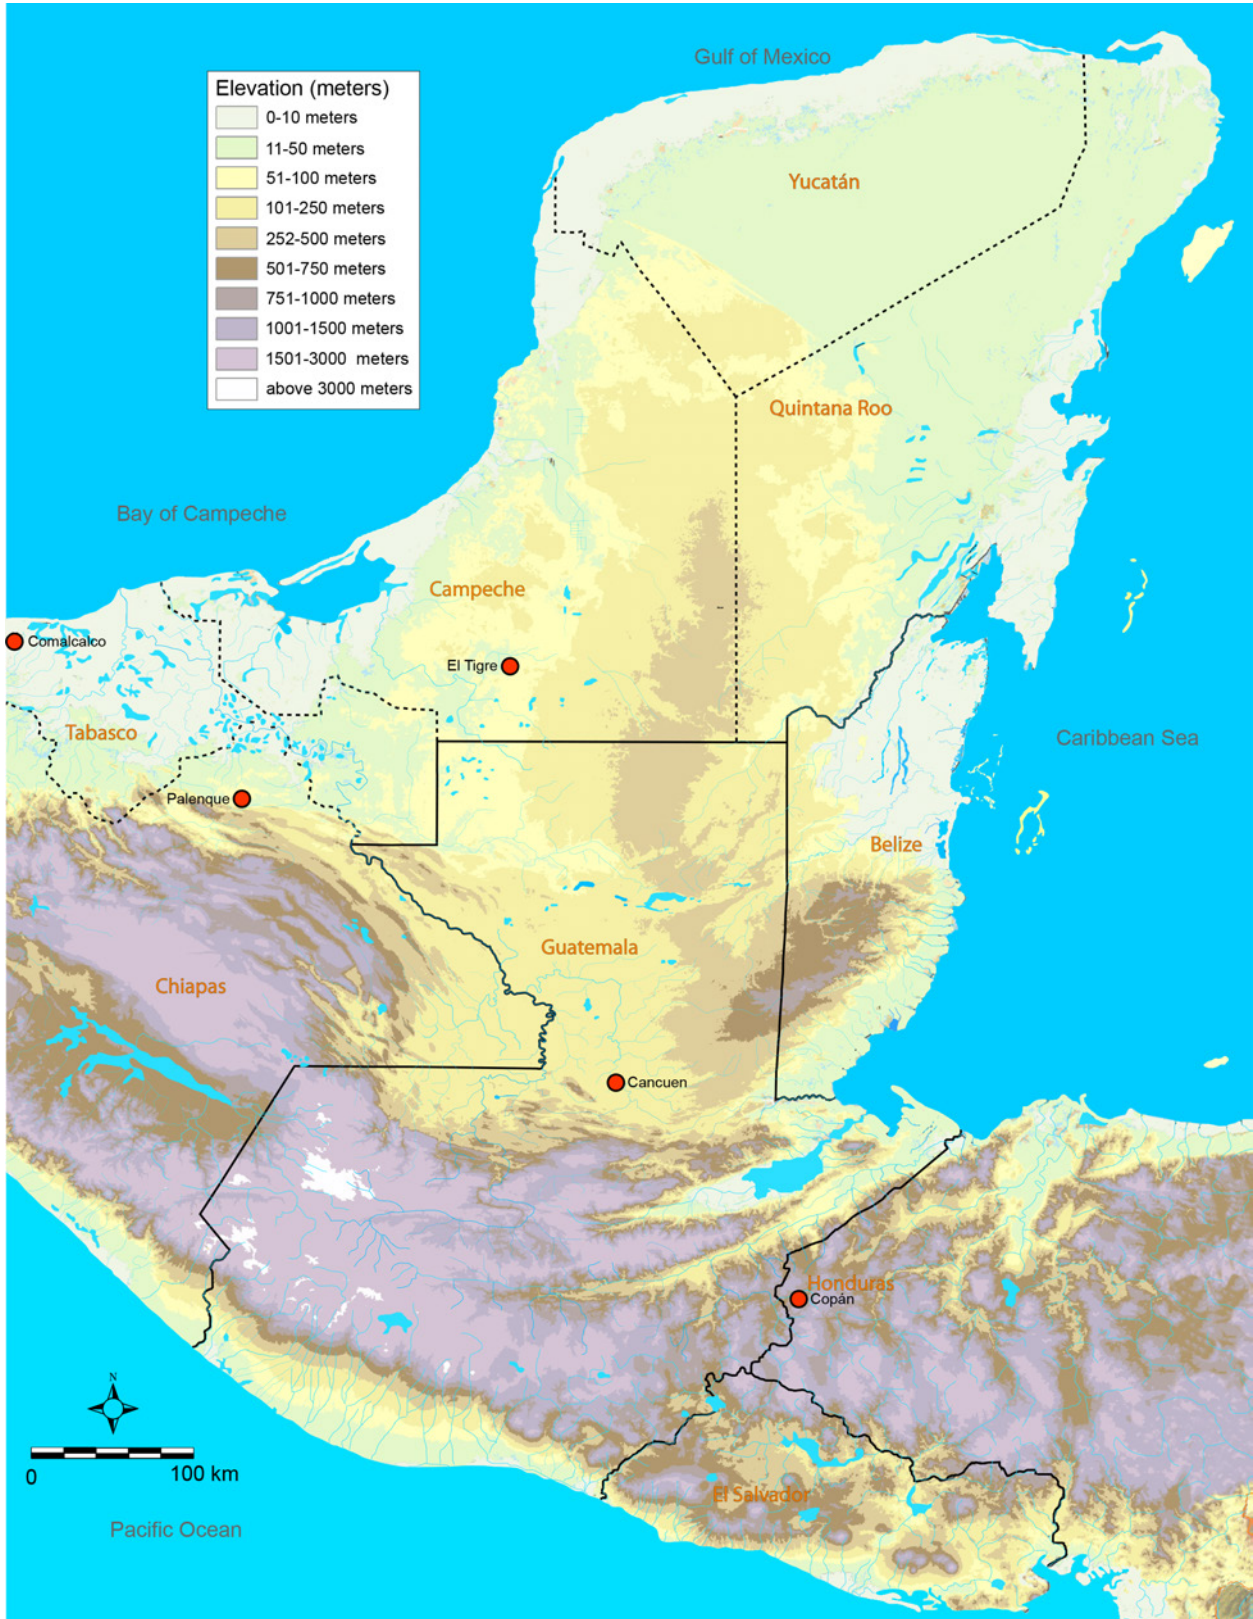 Gulf of Mexico
Elevation (meters)
0-10 meters
11-50 meters
51-100 meters
101-250 meters
252-500 meters
501-750 meters
751-1000 meters
1001-1500 meters
1501-3000 meters
above 3000 meters
Yucatán
Quintana Roo
Bay of Campeche
Campeche
Comalcalco
El Tigre
Tabasco
Caribbean Sea
Palenque
Belize
Guatemala
Chiapas
Cancuen
Honduras
Copán
N
0
100 km
El Salvador
Pacific Ocean